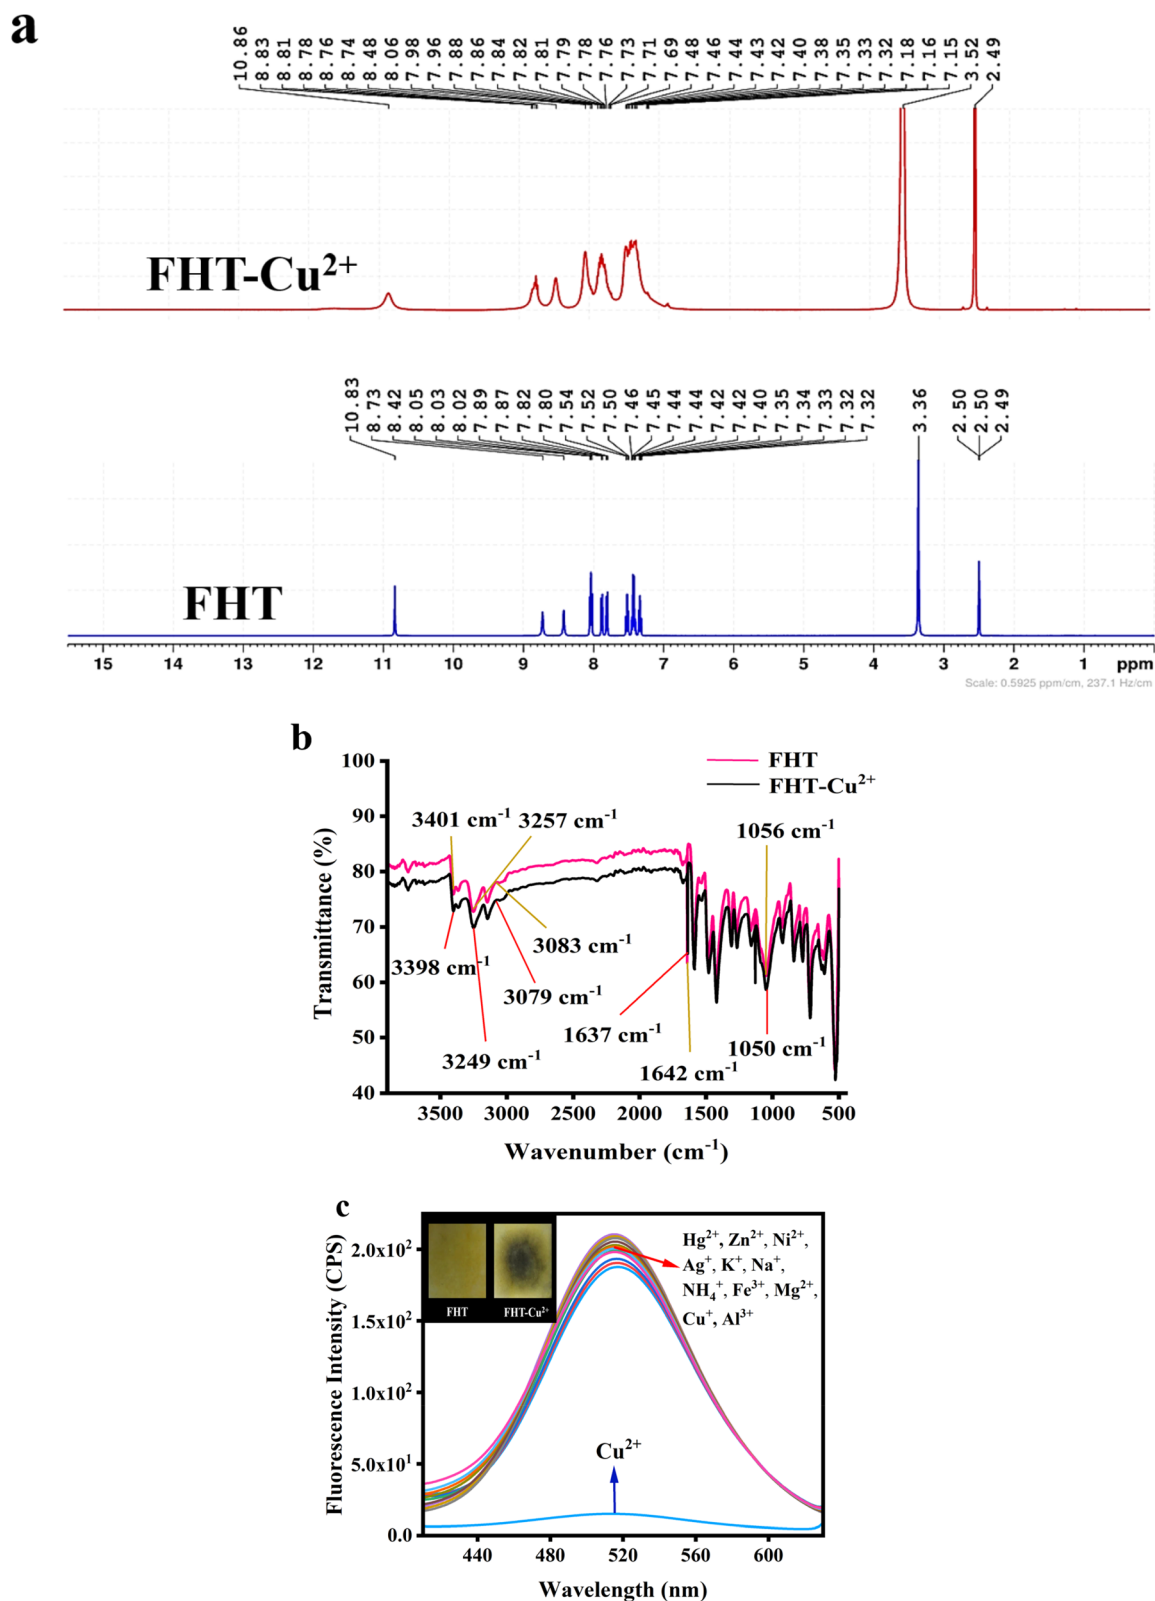 a
10.86 8.83 8.81 8.78 8.76 8.74 8.48 8.06 7.98 7.96 7.88 7.86 7.84 7.82 7.81 7.79 7.78 7.76 7.73 7.71 7.69 7.48 7.46 7.44 7.43 7.42 7.40 7.38 7.35 7.33 7.32 7.18 7.16 7.15 3.52 2.49
FHT-Cu²⁺
10.83 8.73 8.42 8.05 8.03 8.02 7.89 7.87 7.82 7.80 7.54 7.52 7.50 7.46 7.45 7.44 7.44 7.42 7.42 7.40 7.35 7.34 7.33 7.32 7.32 3.36 2.50 2.50 2.49
FHT
15 14 13 12 11 10 9 8 7 6 5 4 3 2 1 ppm
Scale: 0.5925 ppm/cm, 237.1 Hz/cm
b
FHT
FHT-Cu²⁺
100
90
80
70
60
50
40
Transmittance (%)
3401 cm⁻¹
3257 cm⁻¹
1056 cm⁻¹
3083 cm⁻¹
3398 cm⁻¹
3079 cm⁻¹
1637 cm⁻¹
3249 cm⁻¹
1642 cm⁻¹
1050 cm⁻¹
3500 3000 2500 2000 1500 1000 500
Wavenumber (cm⁻¹)
c
FHT
FHT-Cu²⁺
Hg²⁺, Zn²⁺, Ni²⁺,
Ag⁺, K⁺, Na⁺,
NH₄⁺, Fe³⁺, Mg²⁺,
Cu⁺, Al³⁺
2.0x10²
1.5x10²
1.0x10²
5.0x10¹
0.0
Fluorescence Intensity (CPS)
Cu²⁺
440 480 520 560 600
Wavelength (nm)